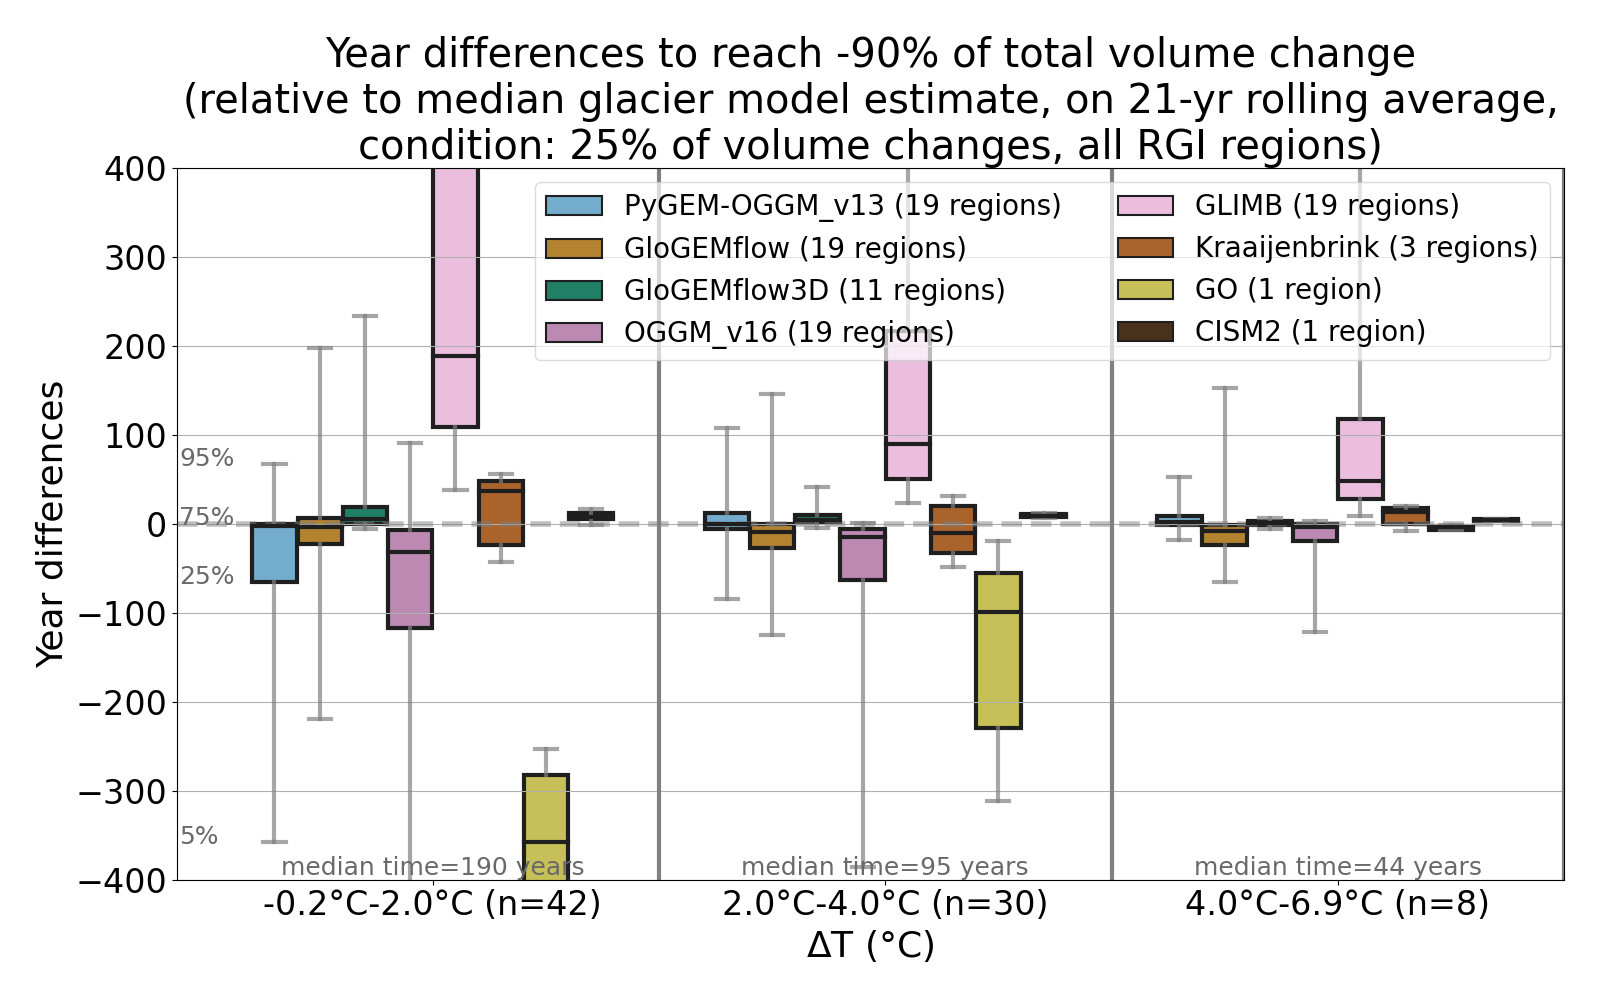 Year differences to reach -90% of total volume change
(relative to median glacier model estimate, on 21-yr rolling average,
condition: 25% of volume changes, all RGI regions)
Year differences
400
300
200
100
0
−100
−200
−300
−400
95%
75%
25%
5%
PyGEM-OGGM_v13 (19 regions)
GloGEMflow (19 regions)
GloGEMflow3D (11 regions)
OGGM_v16 (19 regions)
GLIMB (19 regions)
Kraaijenbrink (3 regions)
GO (1 region)
CISM2 (1 region)
median time=190 years
median time=95 years
median time=44 years
-0.2°C-2.0°C (n=42)
2.0°C-4.0°C (n=30)
4.0°C-6.9°C (n=8)
ΔT (°C)